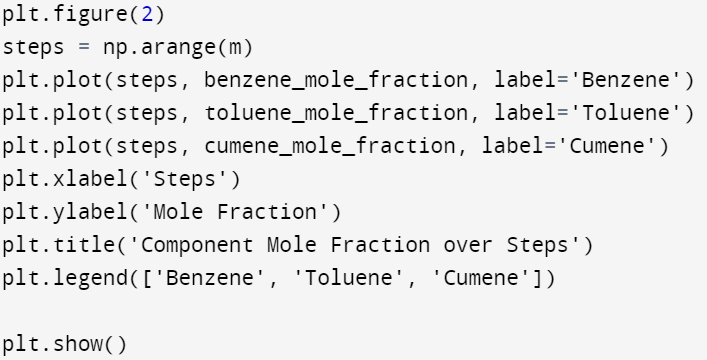 plt.figure(2)
steps = np.arange(m)
plt.plot(steps, benzene_mole_fraction, label='Benzene')
plt.plot(steps, toluene_mole_fraction, label='Toluene')
plt.plot(steps, cumene_mole_fraction, label='Cumene')
plt.xlabel('Steps')
plt.ylabel('Mole Fraction')
plt.title('Component Mole Fraction over Steps')
plt.legend(['Benzene', 'Toluene', 'Cumene'])
plt.show()